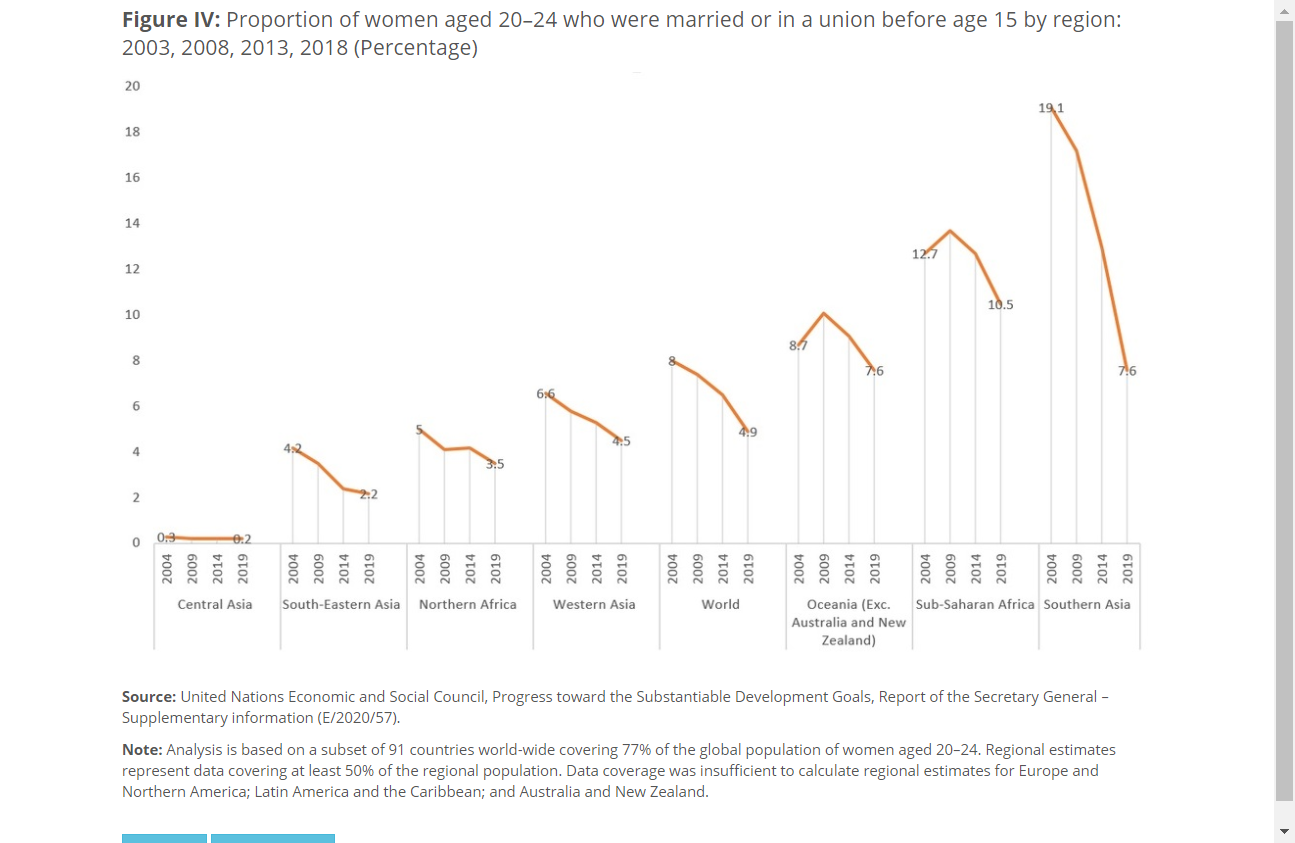 Figure IV: Proportion of women aged 20–24 who were married or in a union before age 15 by region:
2003, 2008, 2013, 2018 (Percentage)
20
18
16
14
12
10
8
6
4
2
0
0.3
0.2
4.2
2.2
5
3.5
6.6
4.5
8
4.9
8.7
7.6
12.7
10.5
19.1
7.6
2004 2009 2014 2019 2004 2009 2014 2019 2004 2009 2014 2019 2004 2009 2014 2019 2004 2009 2014 2019 2004 2009 2014 2019 2004 2009 2014 2019 2004 2009 2014 2019
Central Asia South-Eastern Asia Northern Africa Western Asia World Oceania (Exc. Sub-Saharan Africa Southern Asia
Australia and New
Zealand)
Source: United Nations Economic and Social Council, Progress toward the Substantiable Development Goals, Report of the Secretary General –
Supplementary information (E/2020/57).
Note: Analysis is based on a subset of 91 countries world-wide covering 77% of the global population of women aged 20–24. Regional estimates
represent data covering at least 50% of the regional population. Data coverage was insufficient to calculate regional estimates for Europe and
Northern America; Latin America and the Caribbean; and Australia and New Zealand.